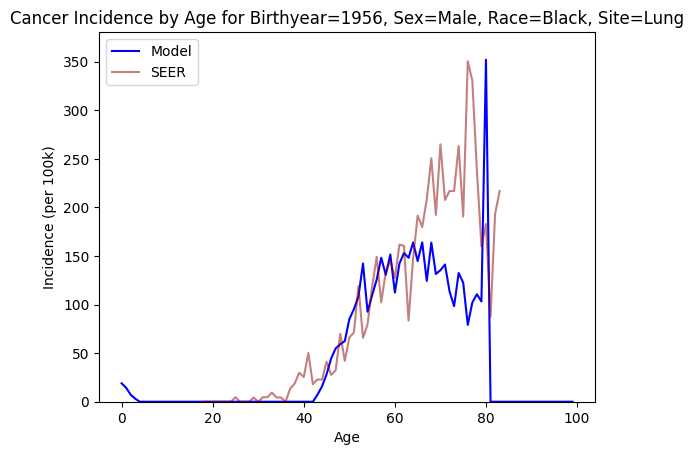 Cancer Incidence by Age for Birthyear=1956, Sex=Male, Race=Black, Site=Lung
Model
SEER
350
300
250
200
150
100
50
0
Incidence (per 100k)
0 20 40 60 80 100
Age